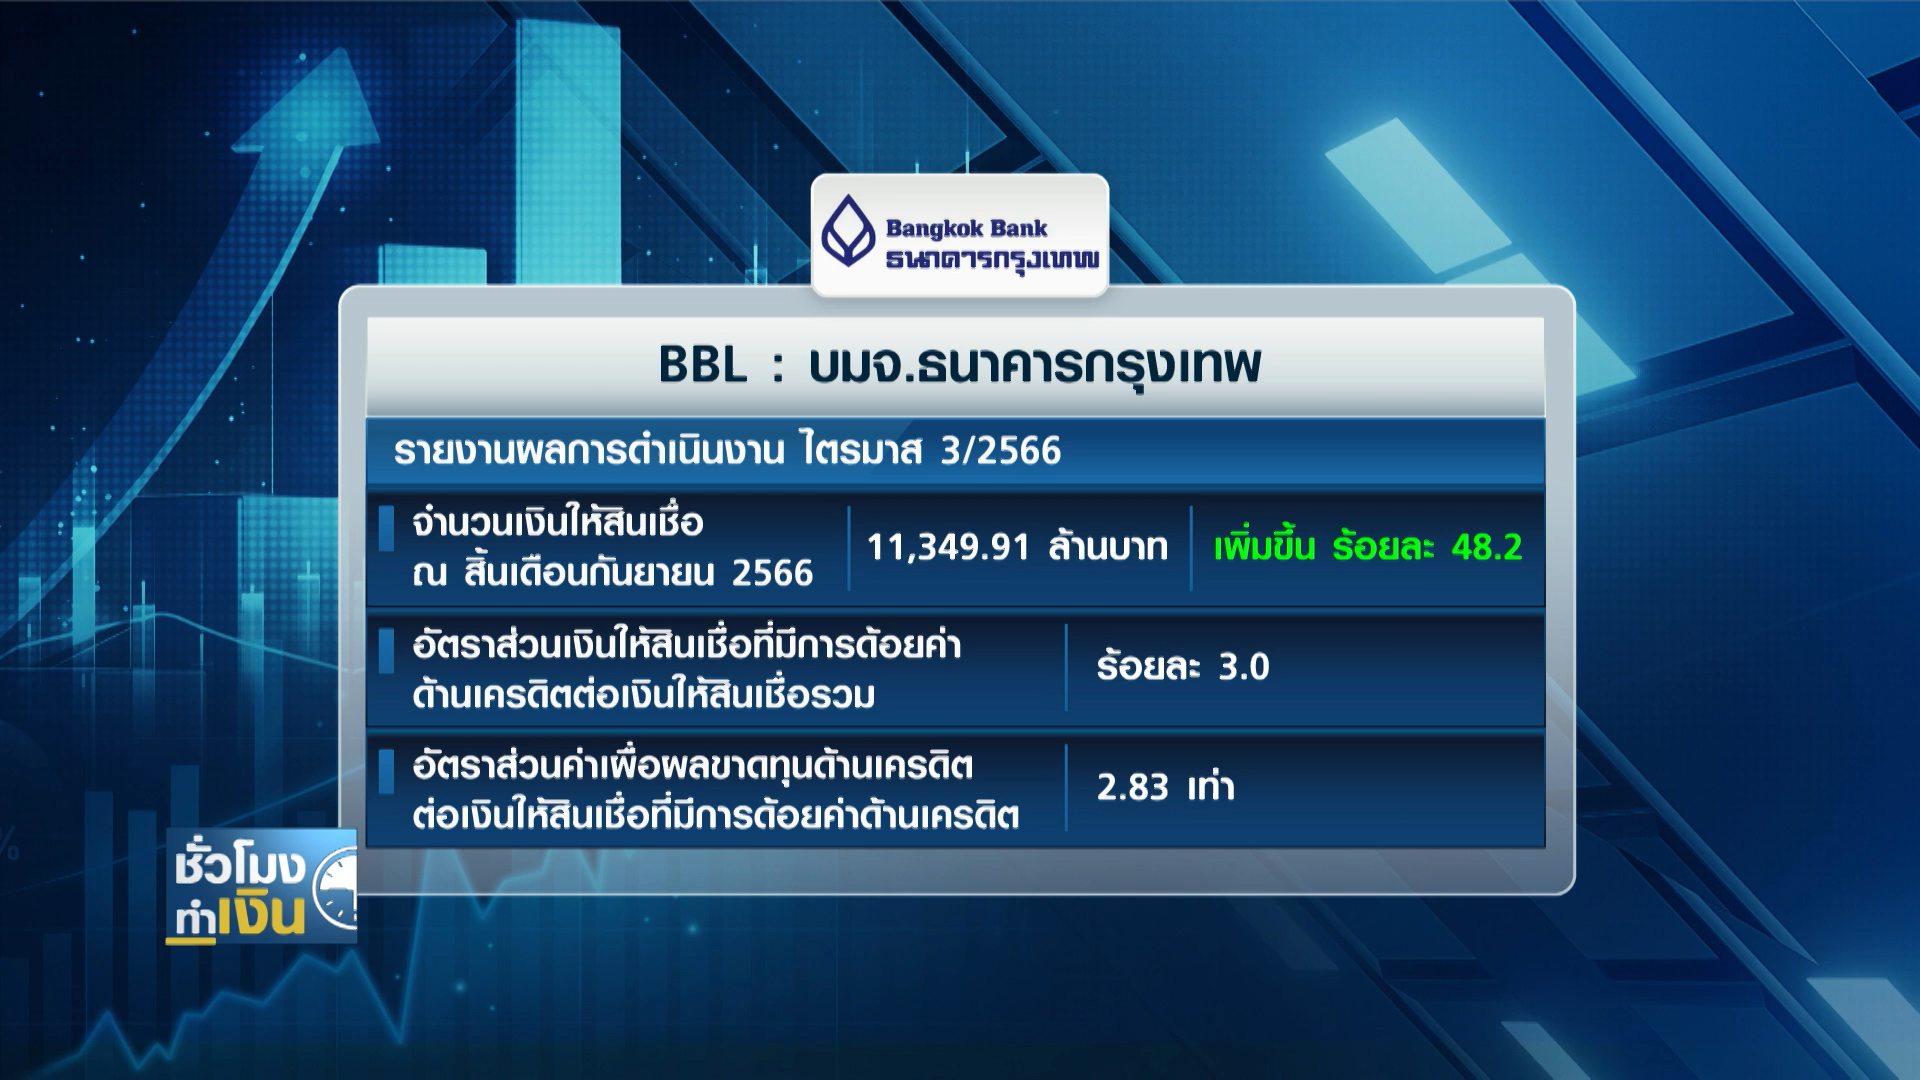 Bangkok Bank
ธนาคารกรุงเทพ
BBL : บมจ.ธนาคารกรุงเทพ
รายงานผลการดำเนินงาน ไตรมาส 3/2566
จำนวนเงินให้สินเชื่อ
ณ สิ้นเดือนกันยายน 2566
11,349.91 ล้านบาท
เพิ่มขึ้น ร้อยละ 48.2
อัตราส่วนเงินให้สินเชื่อที่มีการด้อยค่า
ด้านเครดิตต่อเงินให้สินเชื่อรวม
ร้อยละ 3.0
อัตราส่วนค่าเผื่อผลขาดทุนด้านเครดิต
ต่อเงินให้สินเชื่อที่มีการด้อยค่าด้านเครดิต
2.83 เท่า
ชั่วโมง
ทำเงิน
%